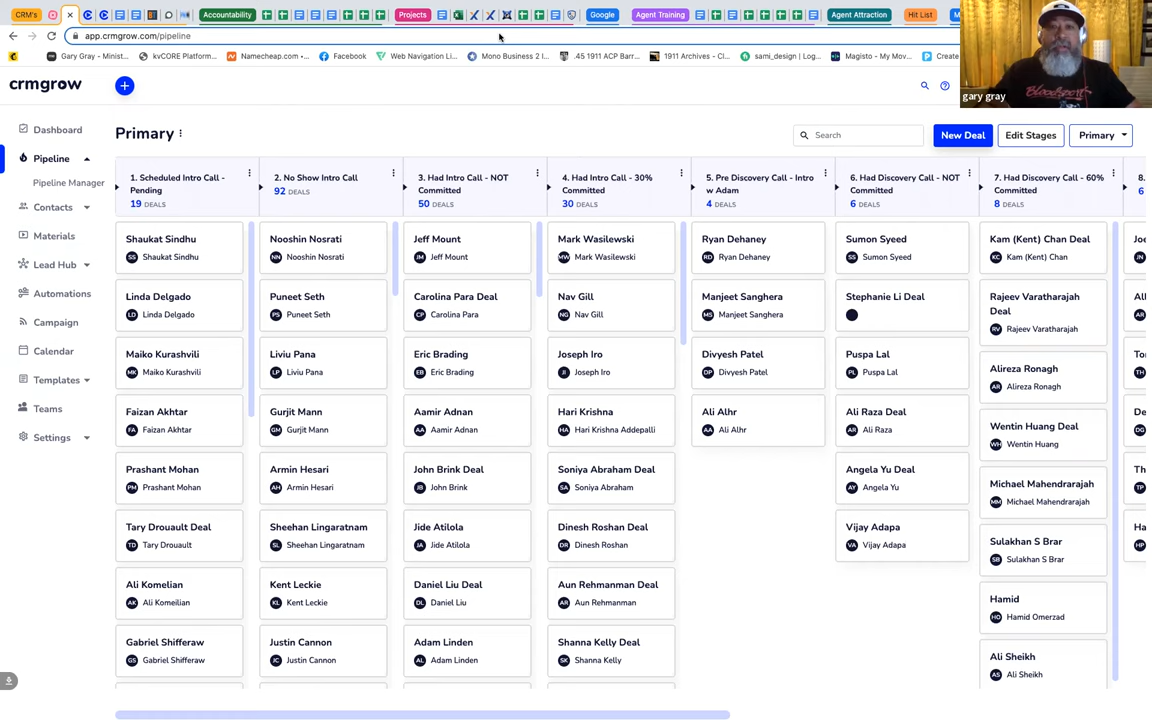 CRM's
Accountability
Projects
Google
Agent Training
Agent Attraction
Hit List
M
app.crmgrow.com/pipeline
Gary Gray - Minist...
kvCORE Platform...
Namecheap.com •...
Facebook
Web Navigation Li...
Mono Business 2 I...
.45 1911 ACP Barr...
1911 Archives - Cl...
sami_design | Log...
Magisto - My Mov...
Create
gary gray
crmgrow
Dashboard
Pipeline
Pipeline Manager
Contacts
Materials
Lead Hub
Automations
Campaign
Calendar
Templates
Teams
Settings
Primary
Search
New Deal
Edit Stages
Primary
1. Scheduled Intro Call -
Pending
19 DEALS
Shaukat Sindhu
SS Shaukat Sindhu
Linda Delgado
LD Linda Delgado
Maiko Kurashvili
MK Maiko Kurashvili
Faizan Akhtar
FA Faizan Akhtar
Prashant Mohan
PM Prashant Mohan
Tary Drouault Deal
TD Tary Drouault
Ali Komelian
AK Ali Komeilian
Gabriel Shifferaw
GS Gabriel Shifferaw
2. No Show Intro Call
92 DEALS
Nooshin Nosrati
NN Nooshin Nosrati
Puneet Seth
PS Puneet Seth
Liviu Pana
LP Liviu Pana
Gurjit Mann
GM Gurjit Mann
Armin Hesari
AH Armin Hesari
Sheehan Lingaratnam
SL Sheehan Lingaratnam
Kent Leckie
KL Kent Leckie
Justin Cannon
JC Justin Cannon
3. Had Intro Call - NOT
Committed
50 DEALS
Jeff Mount
JM Jeff Mount
Carolina Para Deal
CP Carolina Para
Eric Brading
EB Eric Brading
Aamir Adnan
AA Aamir Adnan
John Brink Deal
JB John Brink
Jide Atilola
JA Jide Atilola
Daniel Liu Deal
DL Daniel Liu
Adam Linden
AL Adam Linden
4. Had Intro Call - 30%
Committed
30 DEALS
Mark Wasilewski
MW Mark Wasilewski
Nav Gill
NG Nav Gill
Joseph Iro
JI Joseph Iro
Hari Krishna
HA Hari Krishna Addepalli
Soniya Abraham Deal
SA Soniya Abraham
Dinesh Roshan Deal
DR Dinesh Roshan
Aun Rehmanman Deal
AR Aun Rehmanman
Shanna Kelly Deal
SK Shanna Kelly
5. Pre Discovery Call - Intro
w Adam
4 DEALS
Ryan Dehaney
RD Ryan Dehaney
Manjeet Sanghera
MS Manjeet Sanghera
Divyesh Patel
DP Divyesh Patel
Ali Alhr
AA Ali Alhr
6. Had Discovery Call - NOT
Committed
6 DEALS
Sumon Syeed
SS Sumon Syeed
Stephanie Li Deal
Puspa Lal
PL Puspa Lal
Ali Raza Deal
AR Ali Raza
Angela Yu Deal
AY Angela Yu
Vijay Adapa
VA Vijay Adapa
7. Had Discovery Call - 60%
Committed
8 DEALS
Kam (Kent) Chan Deal
KC Kam (Kent) Chan
Rajeev Varatharajah
Deal
RV Rajeev Varatharajah
Alireza Ronagh
AR Alireza Ronagh
Wentin Huang Deal
WH Wentin Huang
Michael Mahendrarajah
MM Michael Mahendrarajah
Sulakhan S Brar
SB Sulakhan S Brar
Hamid
HO Hamid Omerzad
Ali Sheikh
AS Ali Sheikh
8.
6
Joe
JN
All
AR
Tor
TH
De
DG
Th
TP
Ha
HP